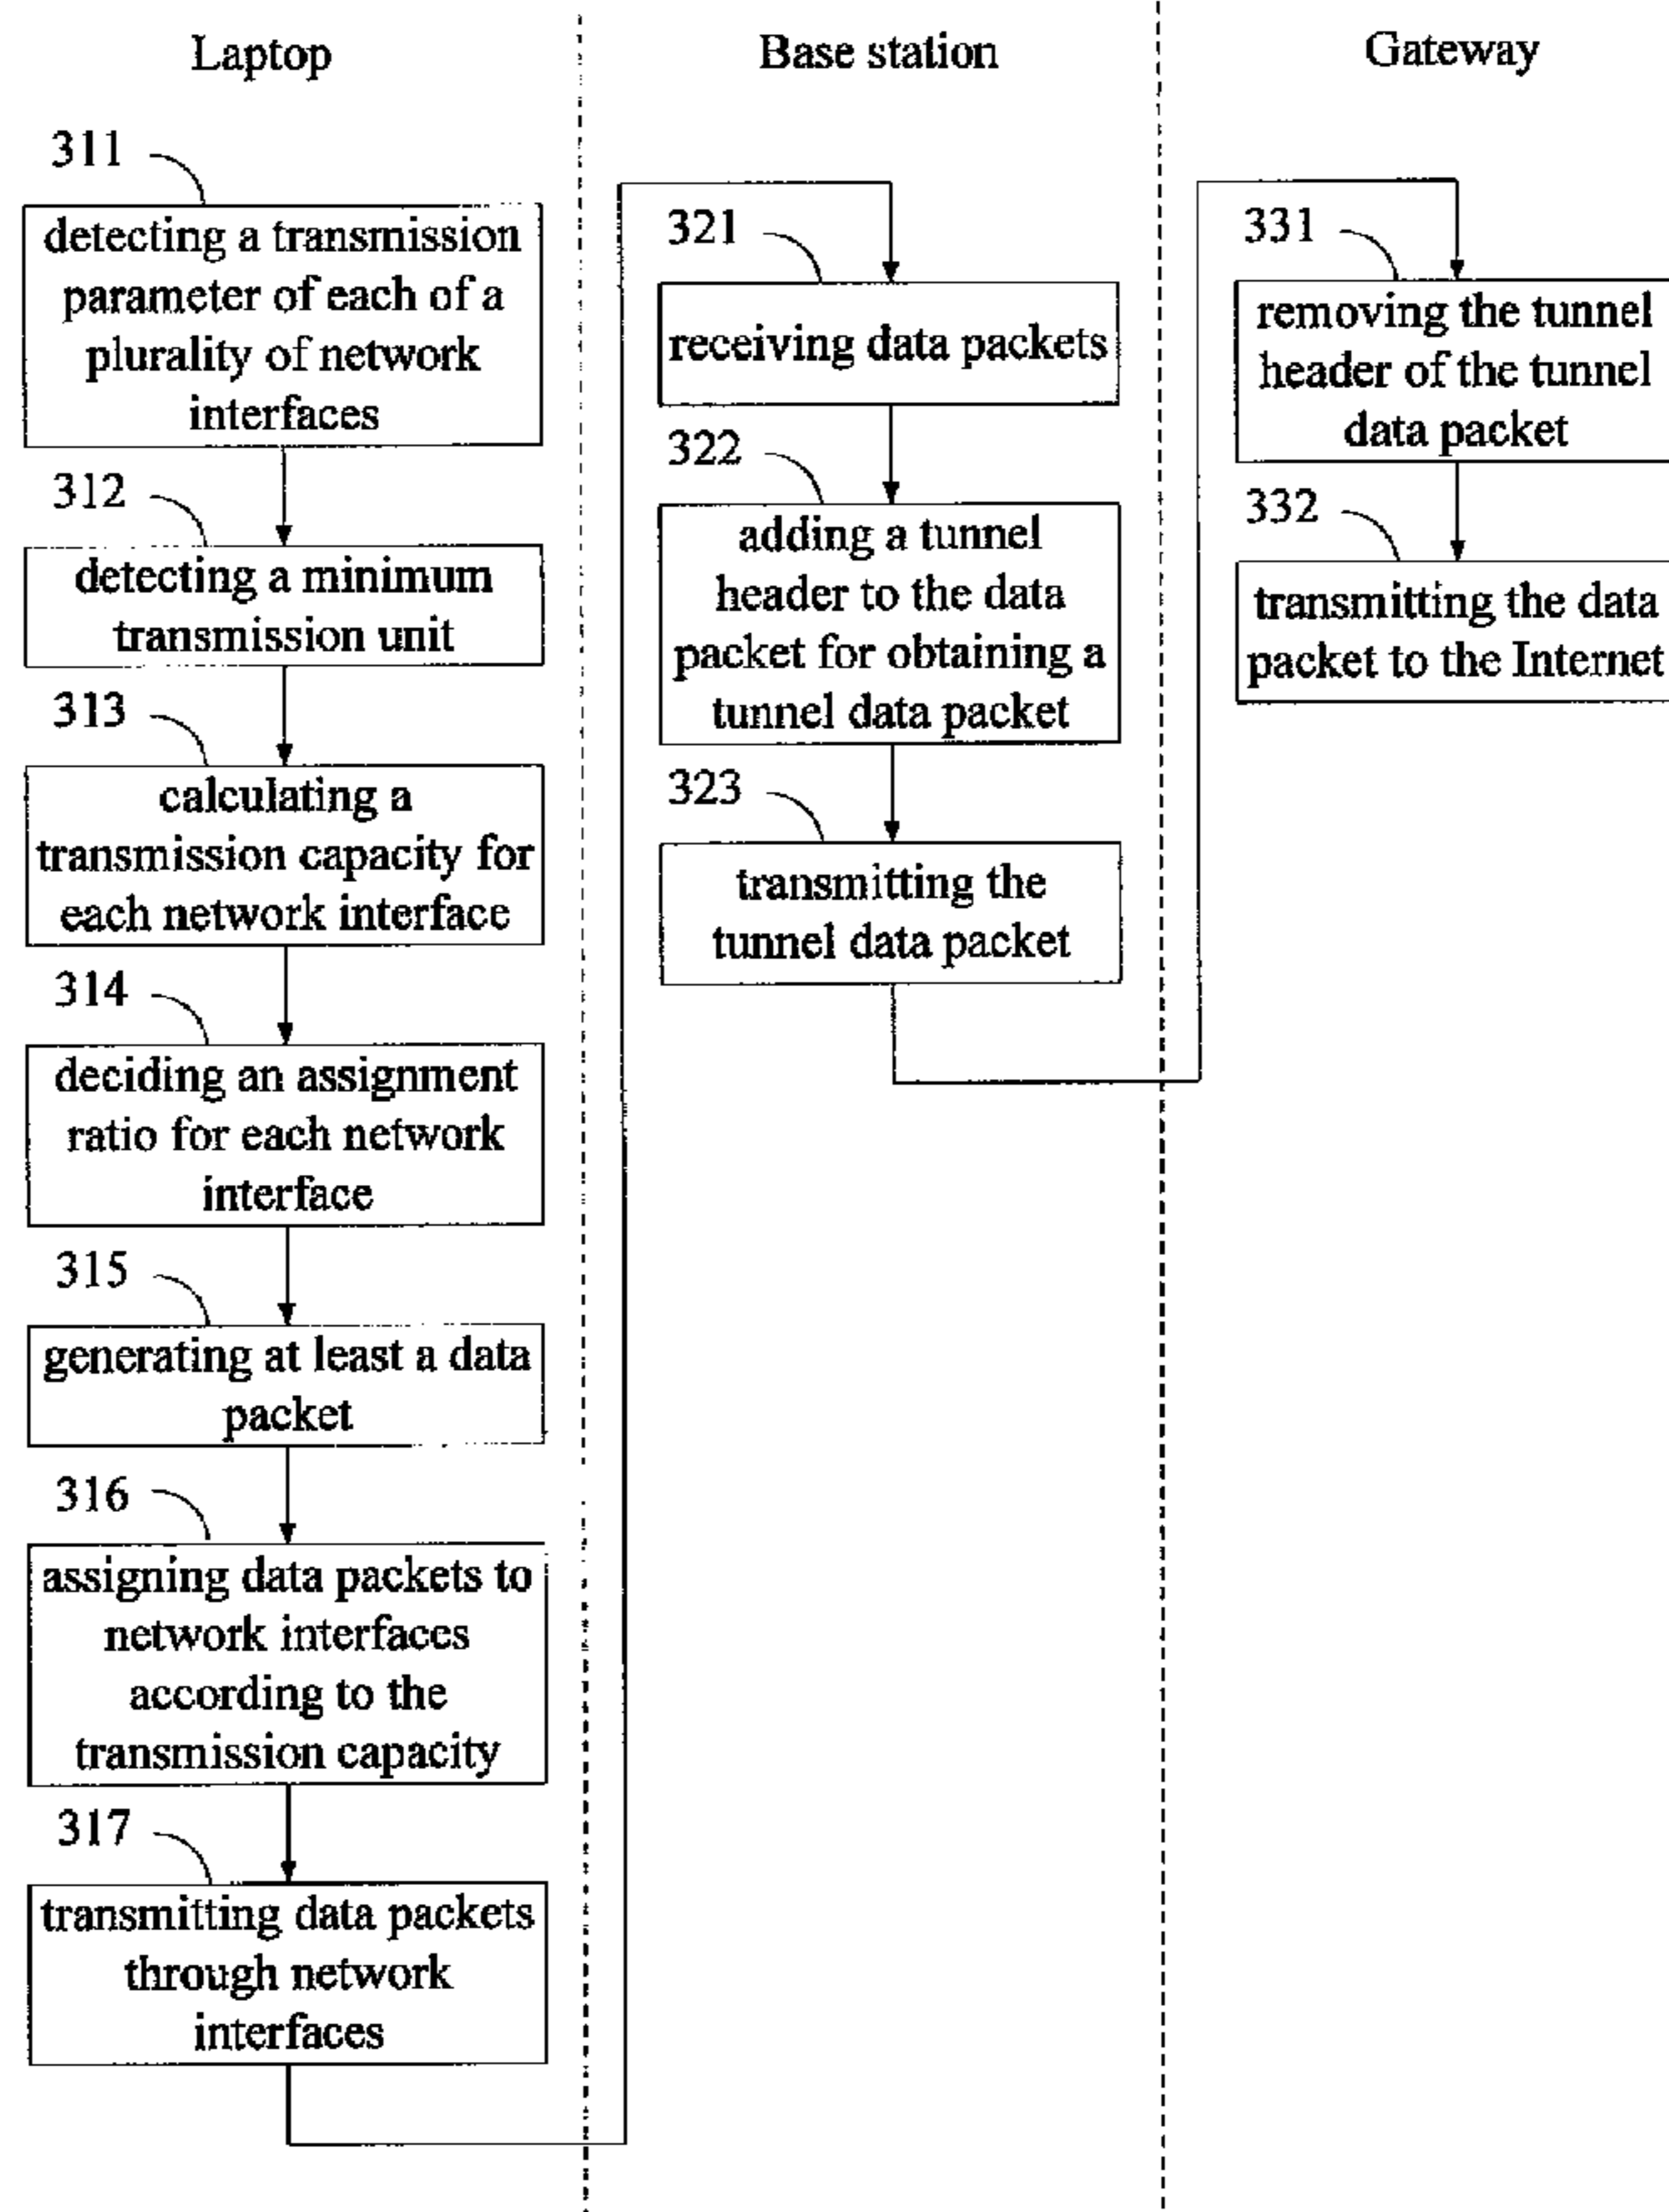 Laptop
311
detecting a transmission
parameter of each of a
plurality of network
interfaces
312
detecting a minimum
transmission unit
313
calculating a
transmission capacity for
each network interface
314
deciding an assignment
ratio for each network
interface
315
generating at least a data
packet
316
assigning data packets to
network interfaces
according to the
transmission capacity
317
transmitting data packets
through network
interfaces
Base station
321
receiving data packets
322
adding a tunnel
header to the data
packet for obtaining a
tunnel data packet
323
transmitting the
tunnel data packet
Gateway
331
removing the tunnel
header of the tunnel
data packet
332
transmitting the data
packet to the Internet